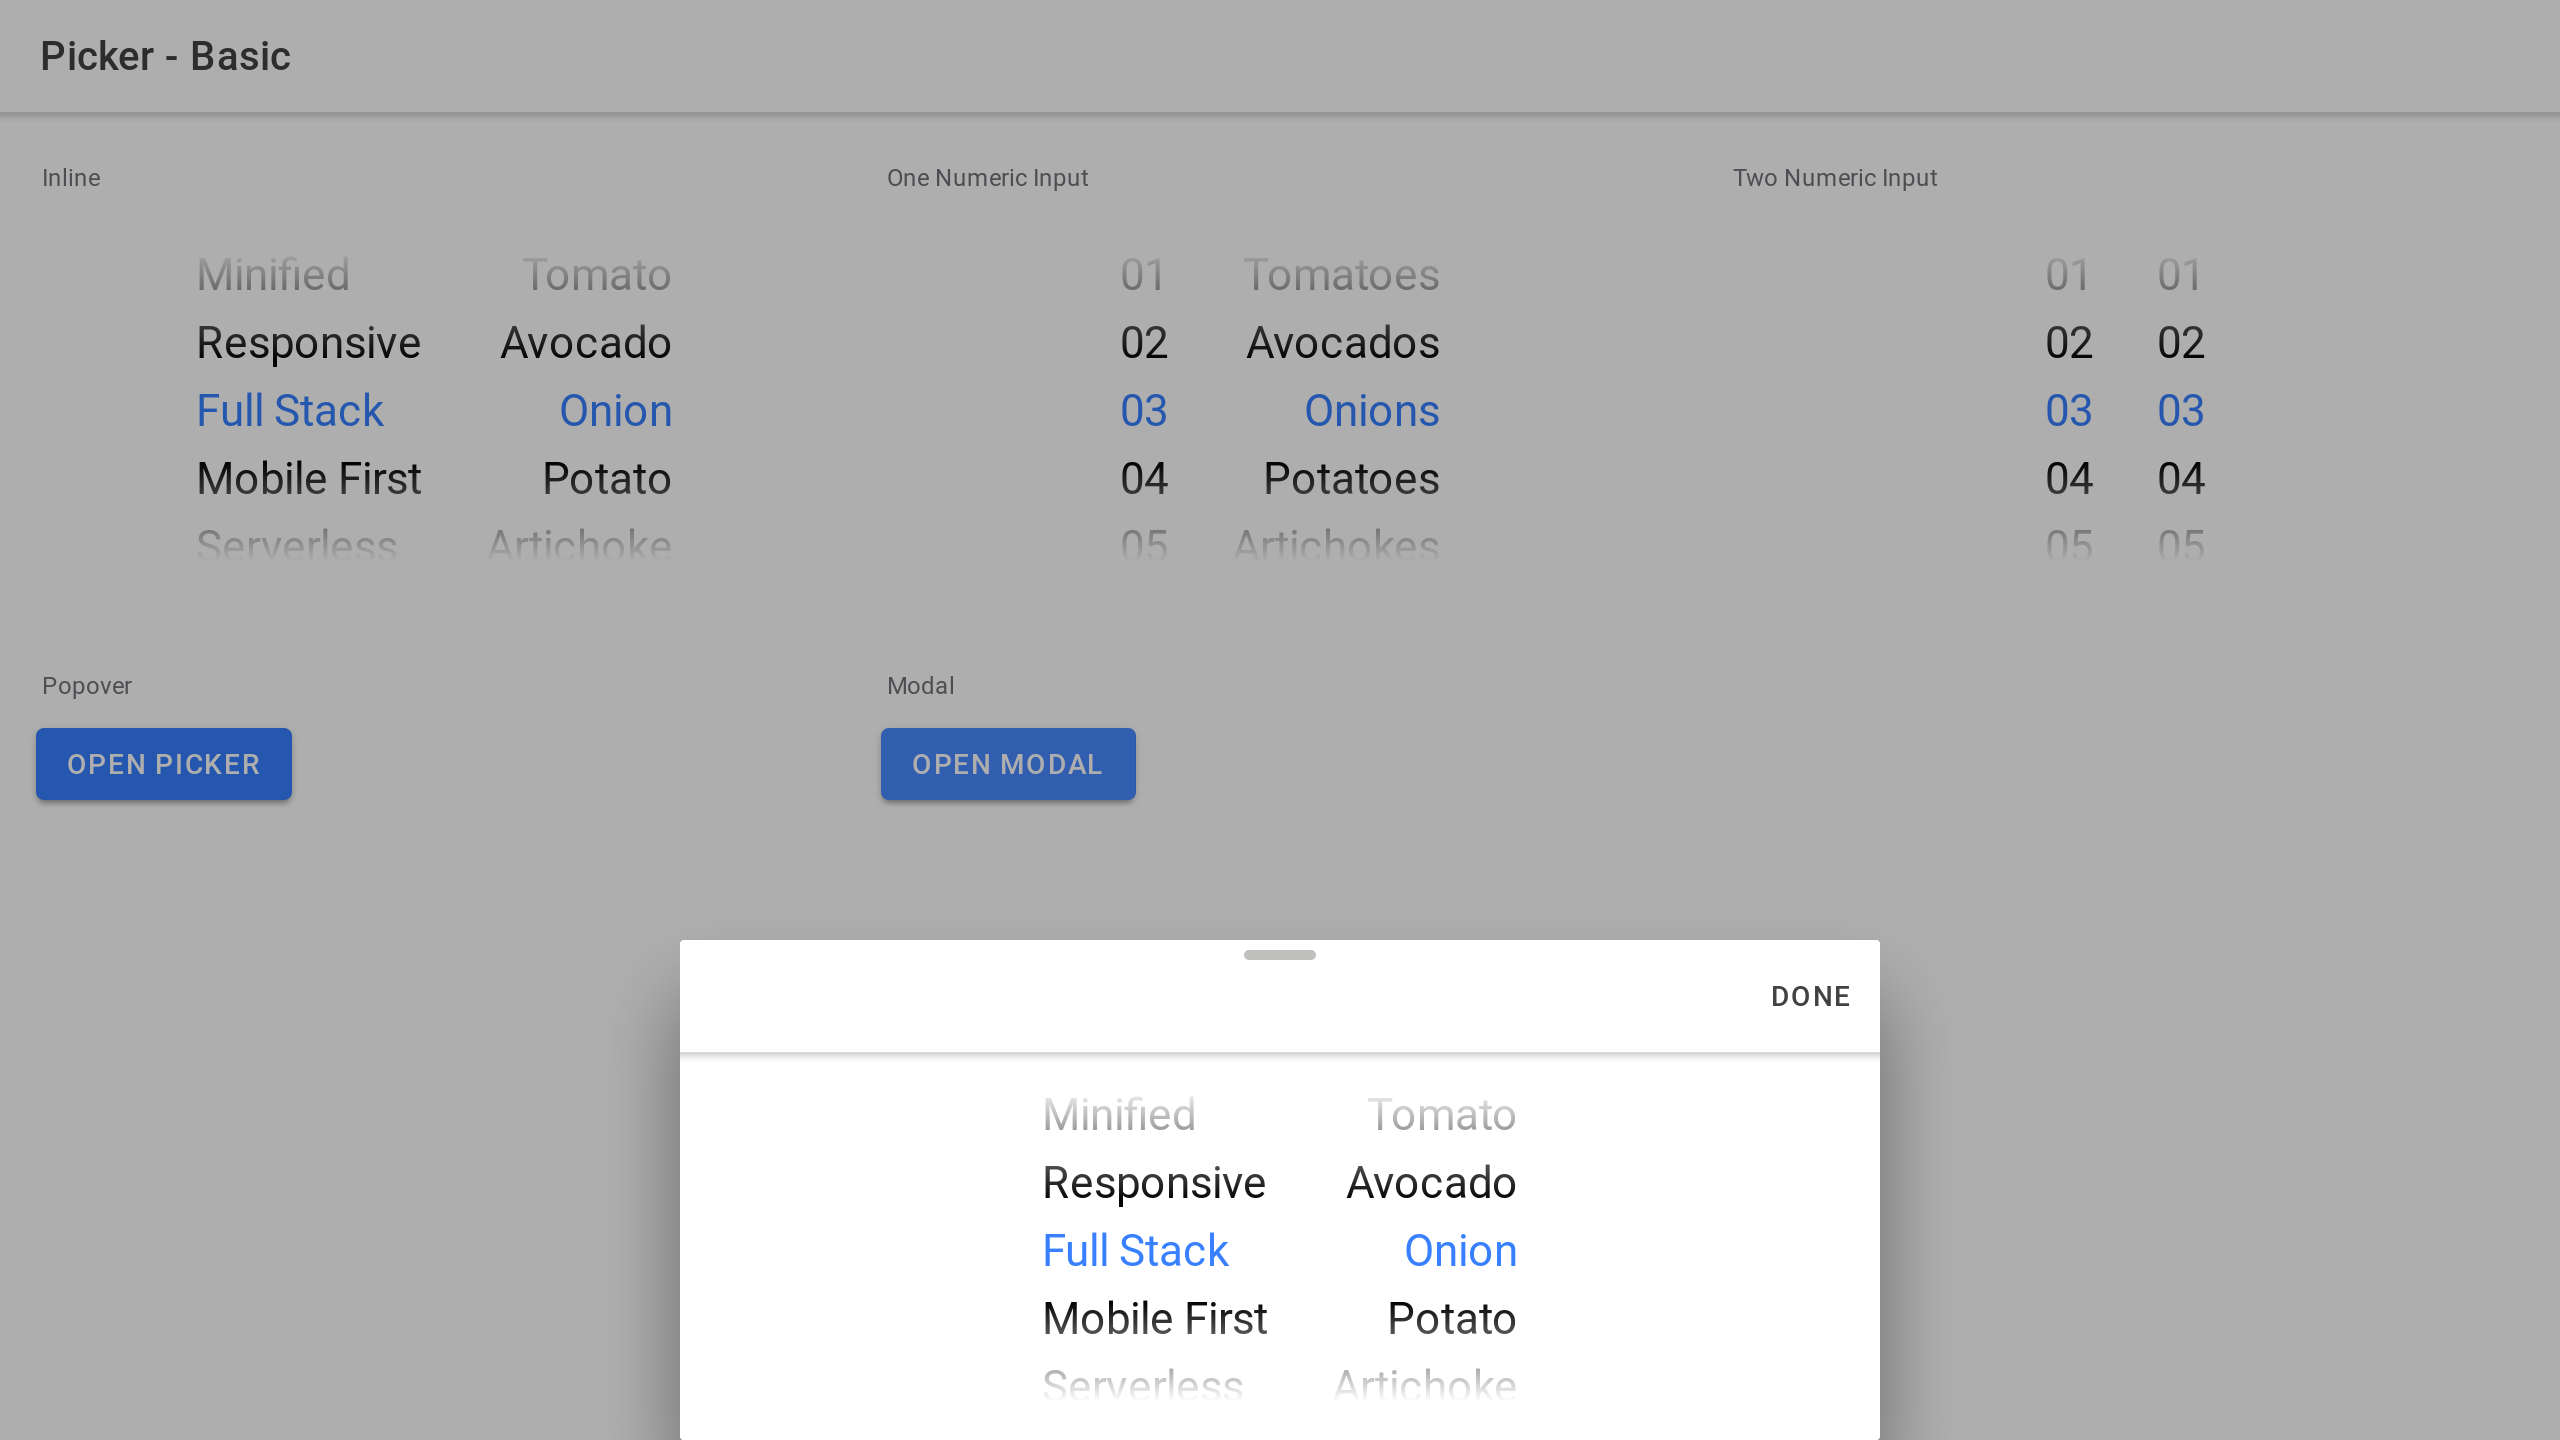 Picker - Basic
Inline
One Numeric Input
Two Numeric Input
Minified Tomato
Responsive Avocado
Full Stack Onion
Mobile First Potato
Serverless Artichoke
01 Tomatoes
02 Avocados
03 Onions
04 Potatoes
05 Artichokes
01 01
02 02
03 03
04 04
05 05
Popover
OPEN PICKER
Modal
OPEN MODAL
DONE
Minified Tomato
Responsive Avocado
Full Stack Onion
Mobile First Potato
Serverless Artichoke